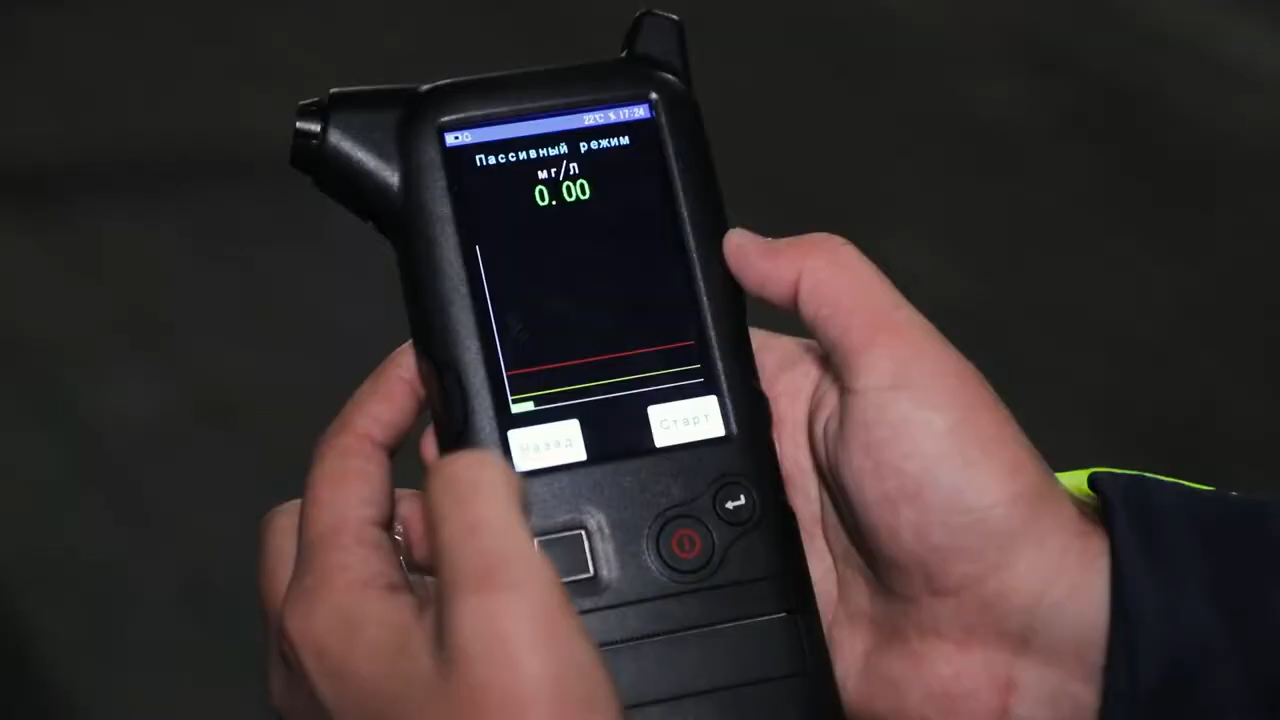 22℃ 17:24
Пассивный режим
мг/л
0.00
Назад
Старт